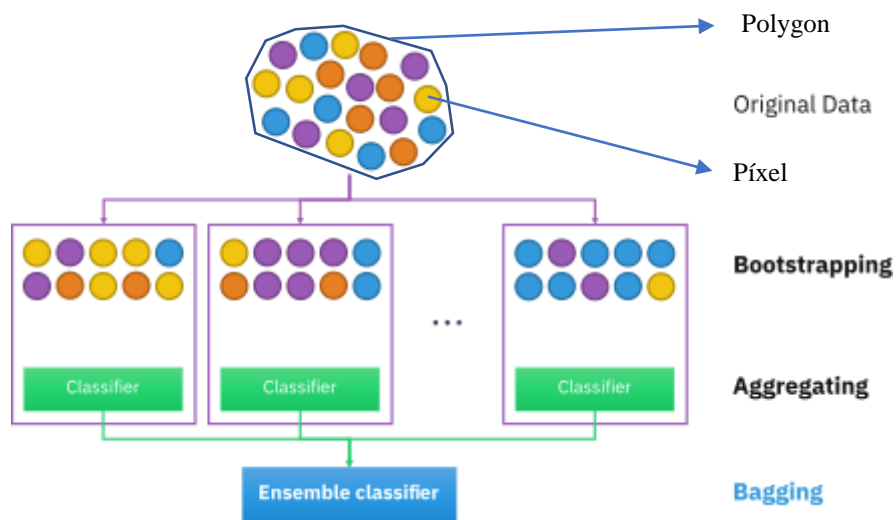 Polygon
Original Data
Píxel
Bootstrapping
...
Classifier
Classifier
Classifier
Aggregating
Ensemble classifier
Bagging